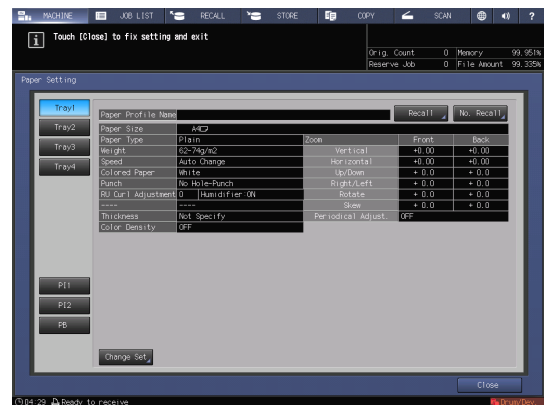 MACHINE JOB LIST RECALL STORE COPY SCAN ?
Touch [Close] to fix setting and exit
Orig. Count 0 Memory 99.951%
Reserve Job 0 File Amount 99.335%
Paper Setting
Tray1
Tray2
Tray3
Tray4
PI1
PI2
PB
Paper Profile Name Recall No. Recall
Paper Size A4
Paper Type Plain Zoom Front Back
Weight 62-74g/m2 Vertical +0.00 +0.00
Speed Auto Change Horizontal +0.00 +0.00
Colored Paper White Up/Down + 0.0 + 0.0
Punch No Hole-Punch Right/Left + 0.0 + 0.0
RU Curl Adjustment 0 Humidifier:ON Rotate + 0.0 + 0.0
---- ---- Skew + 0.0 + 0.0
Thickness Not Specify Periodical Adjust. OFF
Color Density OFF
Change Set
Close
04:29 Ready to receive Drum/Dev.